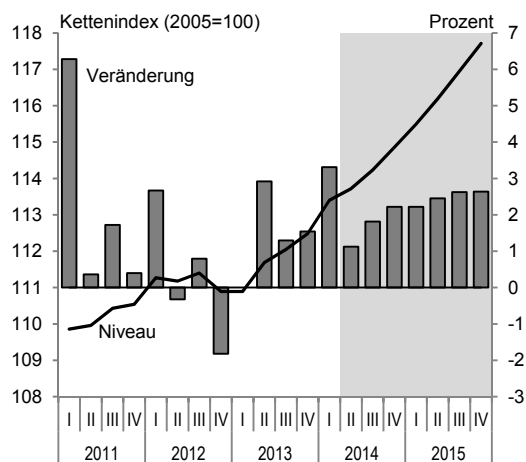 Kettenindex (2005=100) Prozent
118 7
117 6
116 5
115 4
114 3
113 2
112 1
111 0
110 -1
109 -2
108 -3
Veränderung
Niveau
I II III IV I II III IV I II III IV I II III IV I II III IV
2011 2012 2013 2014 2015